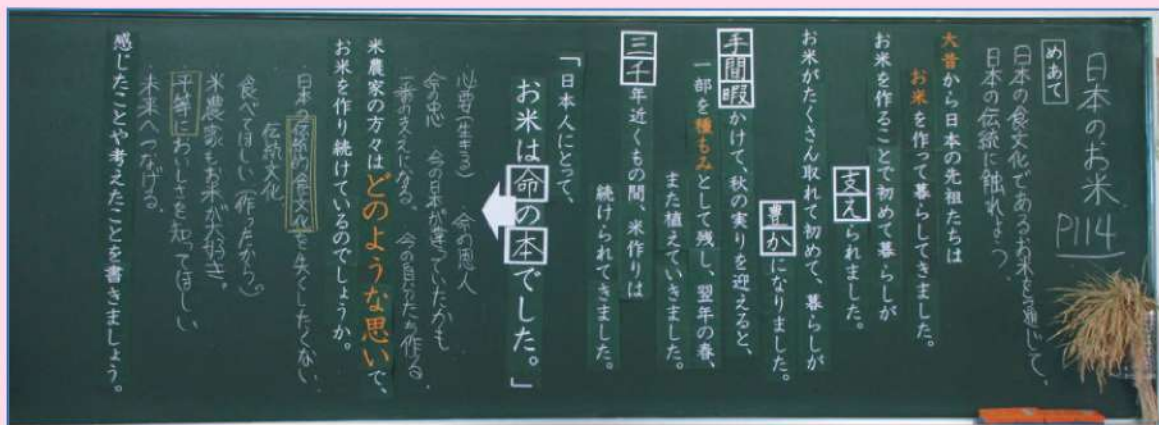 日本のお米 P114
めあて
日本の食文化であるお米を通じて、
日本の伝統に触れよう。
大昔から日本の先祖たちは
お米を作って暮らしてきました。
お米を作ることで初めて暮らしが
支えられました。
お米がたくさん取れて初めて、暮らしが
豊かになりました。
手間暇かけて、秋の実りを迎えると、
一部を種もみとして残し、翌年の春、
また植えていきました。
三千年近くもの間、米作りは
続けられてきました。
「日本人にとって、
お米は命の本でした。」
心要(生きる) 命の恩人
今の日本が違っていたかも
一番の支えになる。 今の自分たちを作る。
米農家の方々はどのような思いで、
お米を作り続けているのでしょうか。
日本の伝統的食文化を失くしたくない
伝統文化
食べてほしい(作ったから)。
米農家もお米が大好き。
平等においしさを知ってほしい
未来へつなげる。
感じたことや考えたことを書きましょう。